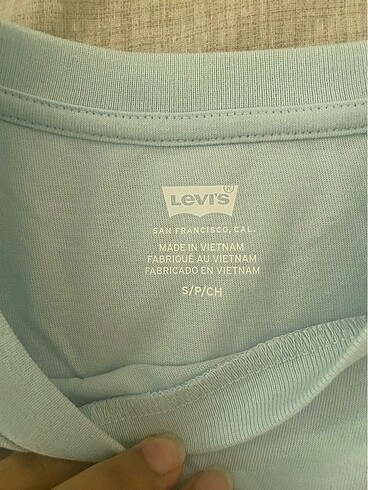 Levi's®
SAN FRANCISCO, CAL.
MADE IN VIETNAM
FABRIQUÉ AU VIETNAM
FABRICADO EN VIETNAM
S/P/CH